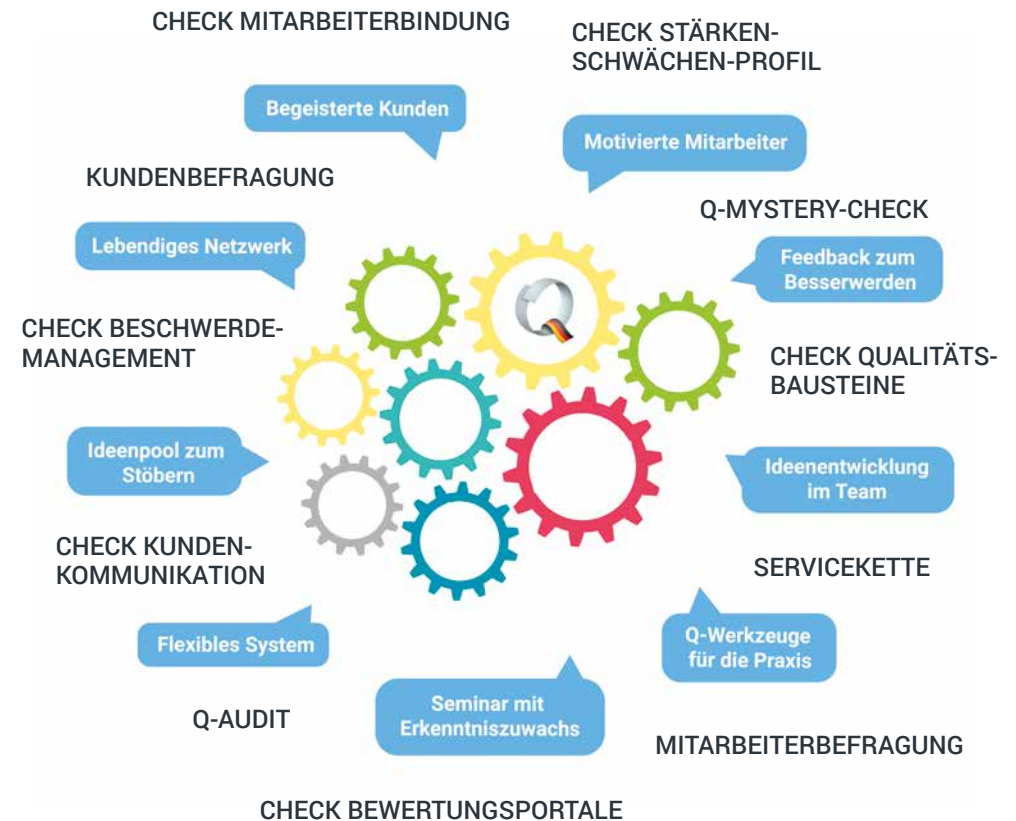 CHECK MITARBEITERBINDUNG
CHECK STÄRKEN-
SCHWÄCHEN-PROFIL
Begeisterte Kunden
Motivierte Mitarbeiter
KUNDENBEFRAGUNG
Q-MYSTERY-CHECK
Lebendiges Netzwerk
Feedback zum
Besserwerden
CHECK BESCHWERDE-
MANAGEMENT
CHECK QUALITÄTS-
BAUSTEINE
Ideenpool zum
Stöbern
Ideenentwicklung
im Team
CHECK KUNDEN-
KOMMUNIKATION
SERVICEKETTE
Flexibles System
Q-Werkzeuge
für die Praxis
Q-AUDIT
Seminar mit
Erkenntniszuwachs
MITARBEITERBEFRAGUNG
CHECK BEWERTUNGSPORTALE